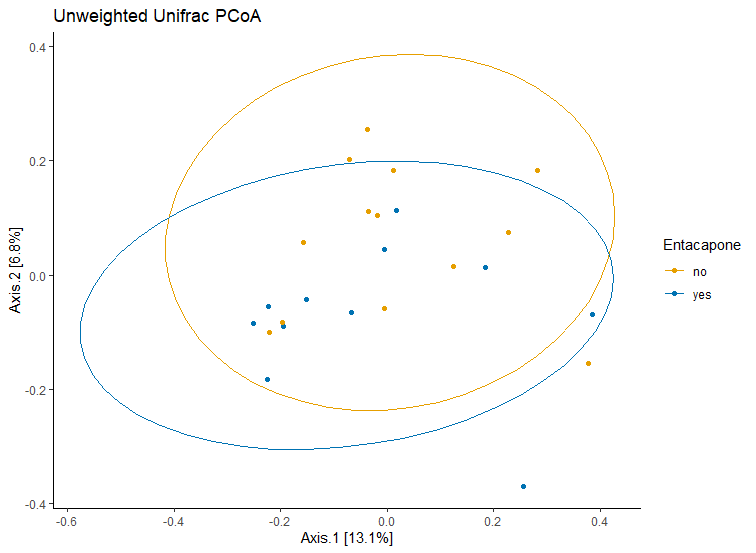 Unweighted Unifrac PCoA
0.4
0.2
0.0
-0.2
-0.4
Axis.2 [6.8%]
-0.6
-0.4
-0.2
0.0
0.2
0.4
Axis.1 [13.1%]
Entacapone
no
yes